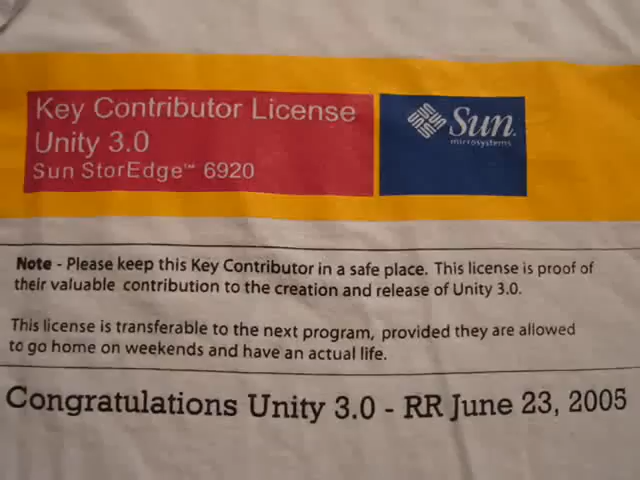 Key Contributor License
Unity 3.0
Sun StorEdge™ 6920
Sun
microsystems
Note - Please keep this Key Contributor in a safe place. This license is proof of
their valuable contribution to the creation and release of Unity 3.0.
This license is transferable to the next program, provided they are allowed
to go home on weekends and have an actual life.
Congratulations Unity 3.0 - RR June 23, 2005